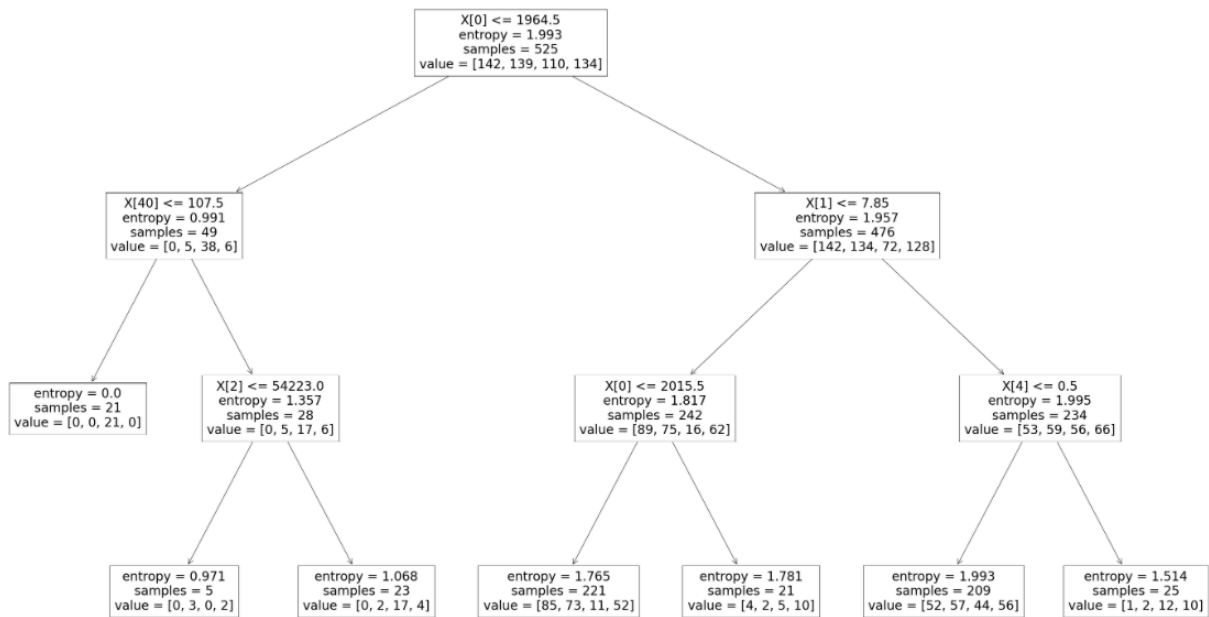 X[0] <= 1964.5
entropy = 1.993
samples = 525
value = [142, 139, 110, 134]
X[40] <= 107.5
entropy = 0.991
samples = 49
value = [0, 5, 38, 6]
X[1] <= 7.85
entropy = 1.957
samples = 476
value = [142, 134, 72, 128]
entropy = 0.0
samples = 21
value = [0, 0, 21, 0]
X[2] <= 54223.0
entropy = 1.357
samples = 28
value = [0, 5, 17, 6]
X[0] <= 2015.5
entropy = 1.817
samples = 242
value = [89, 75, 16, 62]
X[4] <= 0.5
entropy = 1.995
samples = 234
value = [53, 59, 56, 66]
entropy = 0.971
samples = 5
value = [0, 3, 0, 2]
entropy = 1.068
samples = 23
value = [0, 2, 17, 4]
entropy = 1.765
samples = 221
value = [85, 73, 11, 52]
entropy = 1.781
samples = 21
value = [4, 2, 5, 10]
entropy = 1.993
samples = 209
value = [52, 57, 44, 56]
entropy = 1.514
samples = 25
value = [1, 2, 12, 10]